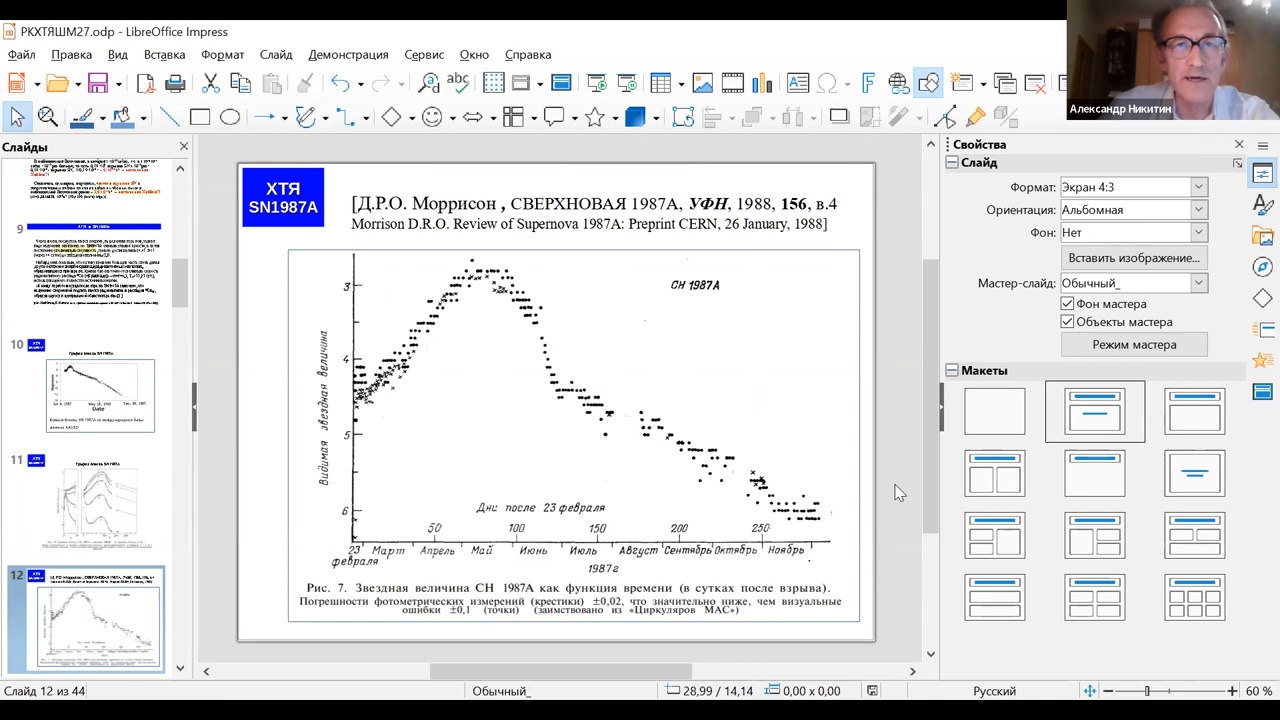 РКХТЯШМ27.odp - LibreOffice Impress
Файл Правка Вид Вставка Формат Слайд Демонстрация Сервис Окно Справка
Александр Никитин
Слайды
Свойства
Слайд
Формат: Экран 4:3
Ориентация: Альбомная
Фон: Нет
Вставить изображение...
Мастер-слайд: Обычный_
Фон мастера
Объекты мастера
Режим мастера
Макеты
9
10
11
12
ХТЯ
SN1987A
[Д.Р.О. Моррисон , СВЕРХНОВАЯ 1987А, УФН, 1988, 156, в.4
Morrison D.R.O. Review of Supernova 1987A: Preprint CERN, 26 January, 1988]
СН 1987А
Видимая звездная величина
3
4
5
6
Дни после 23 февраля
50 100 150 200 250
23 Март Апрель Май Июнь Июль Август Сентябрь Октябрь Ноябрь
февраля
1987г
Рис. 7. Звездная величина СН 1987А как функция времени (в сутках после взрыва).
Погрешности фотометрических измерений (крестики) ±0,02, что значительно ниже, чем визуальные
ошибки ±0,1 (точки) (заимствовано из «Циркуляров МАС»)
Слайд 12 из 44
Обычный_
28,99 / 14,14
0,00 x 0,00
Русский
60 %